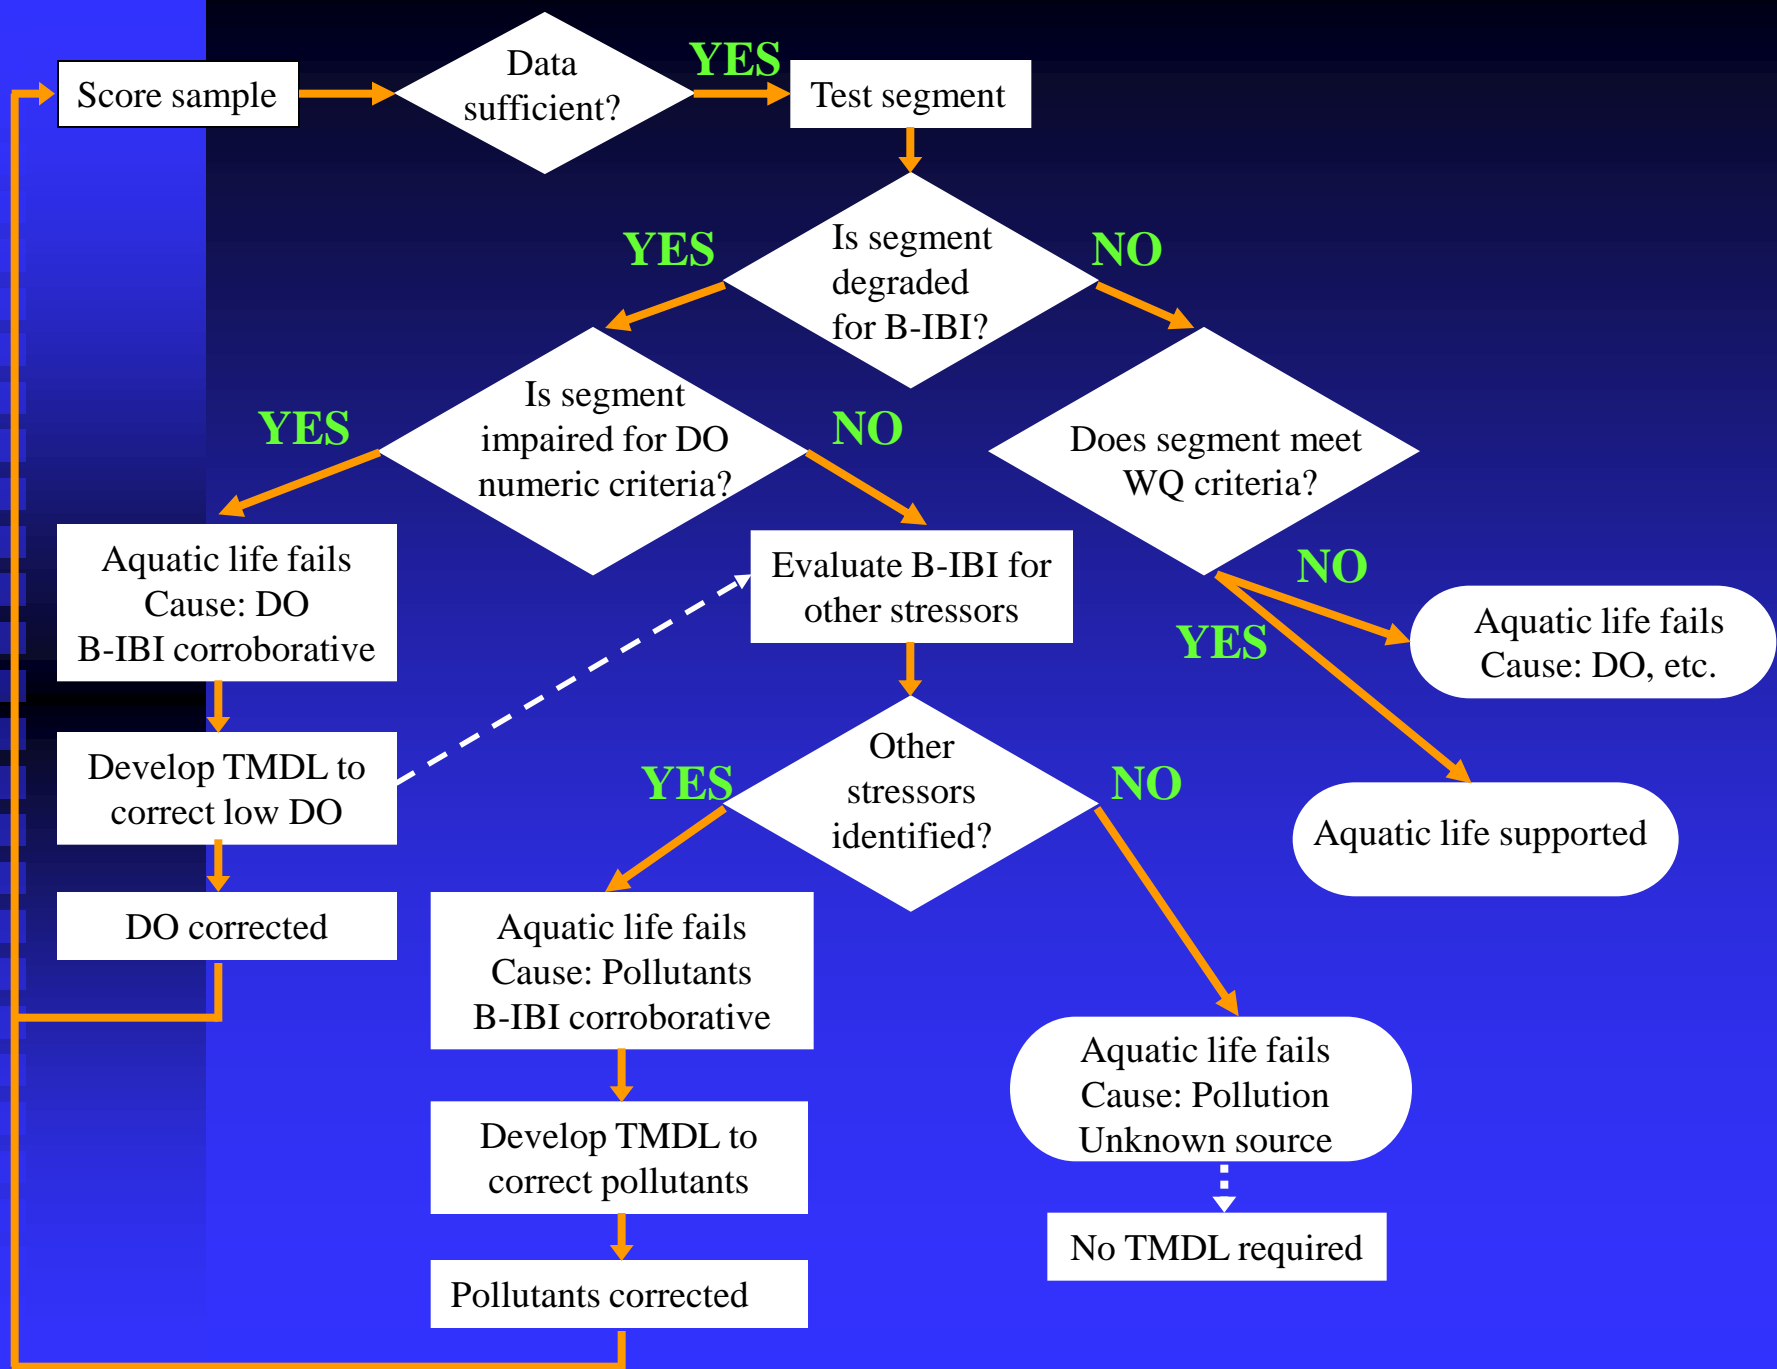 Score sample
Data
sufficient?
YES
Test segment
YES
Is segment
degraded
for B-IBI?
NO
YES
Is segment
impaired for DO
numeric criteria?
NO
Does segment meet
WQ criteria?
Aquatic life fails
Cause: DO
B-IBI corroborative
Evaluate B-IBI for
other stressors
NO
YES
Aquatic life fails
Cause: DO, etc.
Develop TMDL to
correct low DO
YES
Other
stressors
identified?
NO
Aquatic life supported
DO corrected
Aquatic life fails
Cause: Pollutants
B-IBI corroborative
Aquatic life fails
Cause: Pollution
Unknown source
Develop TMDL to
correct pollutants
No TMDL required
Pollutants corrected